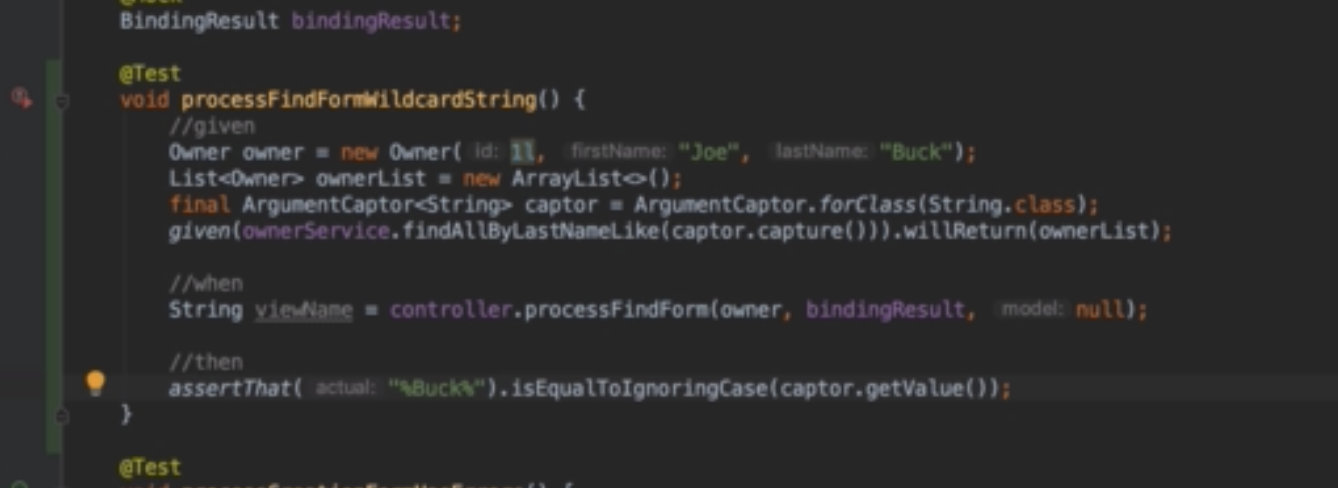 BindingResult bindingResult;
@Test
void processFindFormWildcardString() {
//given
Owner owner = new Owner( id: 1l, firstName: "Joe", lastName: "Buck");
List<Owner> ownerList = new ArrayList<>();
final ArgumentCaptor<String> captor = ArgumentCaptor.forClass(String.class);
given(ownerService.findAllByLastNameLike(captor.capture())).willReturn(ownerList);
//when
String viewName = controller.processFindForm(owner, bindingResult, model: null);
//then
assertThat( actual: "%Buck%").isEqualToIgnoringCase(captor.getValue());
}
@Test